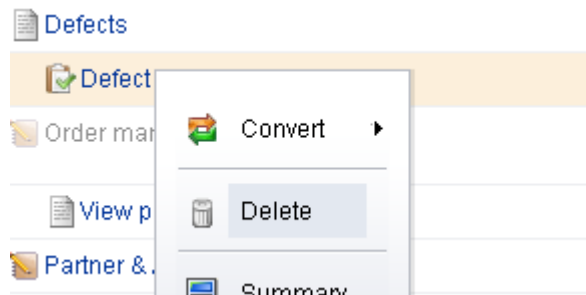 Defects
Defect
Order mar
Convert
View p
Delete
Partner &
Summary